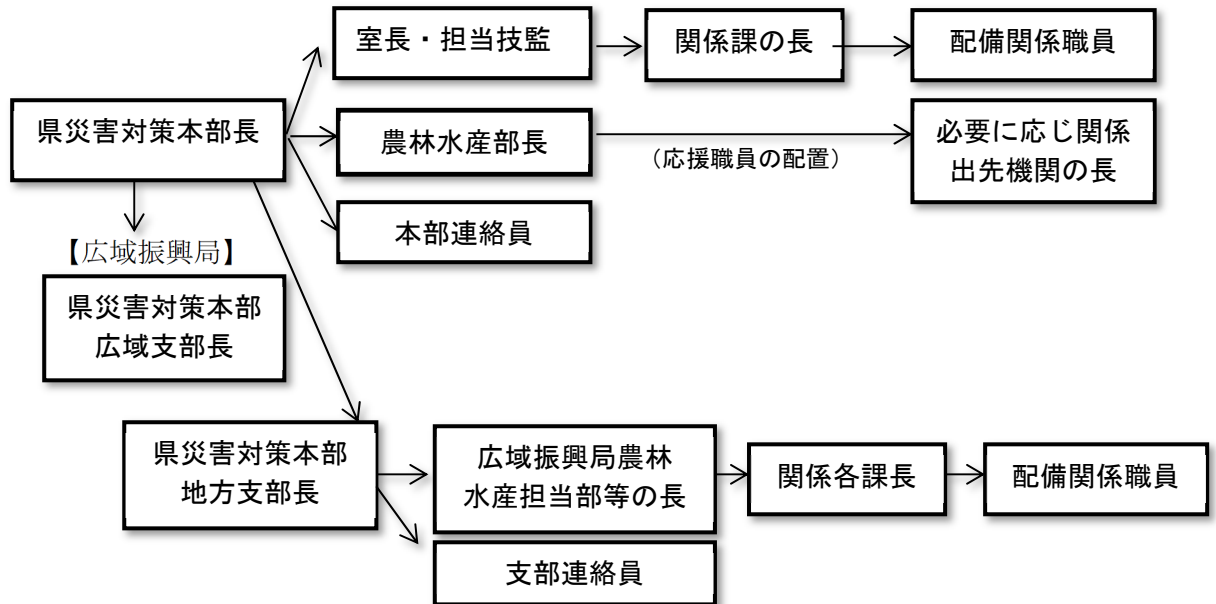 室長・担当技監
関係課の長
配備関係職員
県災害対策本部長
農林水産部長
（応援職員の配置）
必要に応じ関係
出先機関の長
本部連絡員
【広域振興局】
県災害対策本部
広域支部長
県災害対策本部
地方支部長
広域振興局農林
水産担当部等の長
関係各課長
配備関係職員
支部連絡員